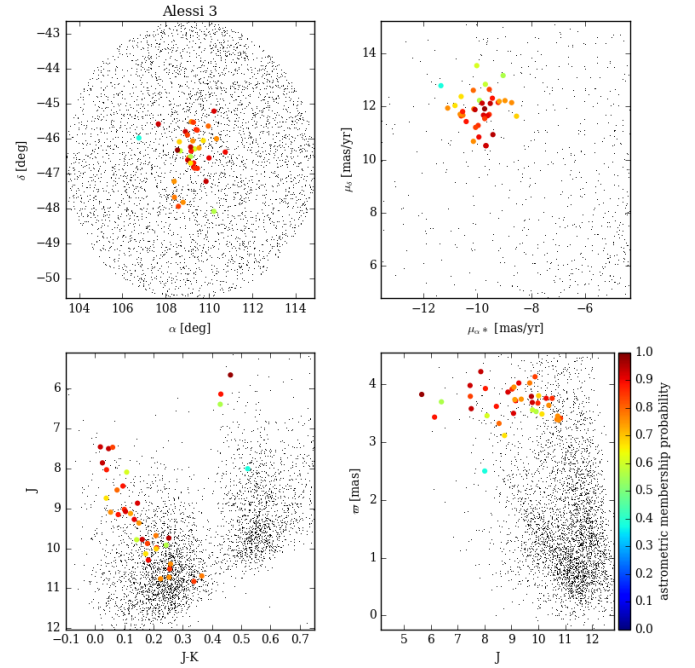 Alessi 3
−43
−44
−45
−46
−47
−48
−49
−50
δ [deg]
104 106 108 110 112 114
α [deg]
14
12
10
8
6
μδ [mas/yr]
−12 −10 −8 −6
μα∗ [mas/yr]
6
7
8
9
10
11
12
J
−0.1 0.0 0.1 0.2 0.3 0.4 0.5 0.6 0.7
J-K
4
3
2
1
0
ϖ [mas]
5 6 7 8 9 10 11 12
J
1.0
0.9
0.8
0.7
0.6
0.5
0.4
0.3
0.2
0.1
0.0
astrometric membership probability